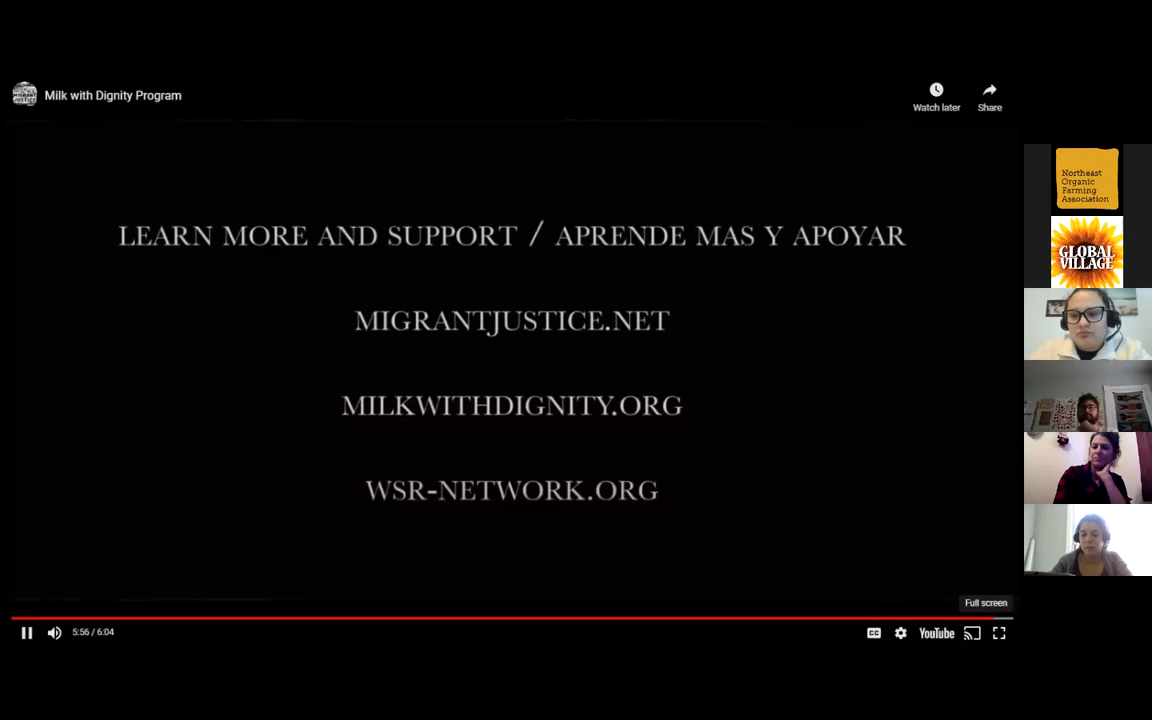 Milk with Dignity Program
Watch later
Share
LEARN MORE AND SUPPORT / APRENDE MAS Y APOYAR
MIGRANTJUSTICE.NET
MILKWITHDIGNITY.ORG
WSR-NETWORK.ORG
Full screen
5:56 / 6:04
CC
YouTube
Northeast
Organic
Farming
Association
GLOBAL
VILLAGE